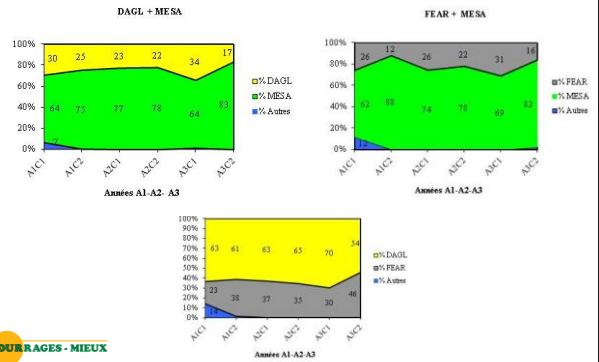 DAGL + MESA
100%
80%
60%
40%
20%
0%
30 25 23 22 34 17
64 75 77 78 64 83
7
A1C1 A1C2 A2C1 A2C2 A3C1 A3C2
Années A1-A2- A3
% DAGL
% MESA
% Autres
FEAR + MESA
100%
80%
60%
40%
20%
0%
26 12 26 22 31 16
62 88 74 78 69 82
12
A1C1 A1C2 A2C1 A2C2 A3C1 A3C2
Années A1-A2-A3
% FEAR
% MESA
% Autres
100%
90%
80%
70%
60%
50%
40%
30%
20%
10%
0%
63 61 63 65 70 54
23 38 37 35 30 46
14
A1C1 A1C2 A2C1 A2C2 A3C1 A3C2
Années A1-A2-A3
% DAGL
% FEAR
% Autres
OURRAGES - MIEUX